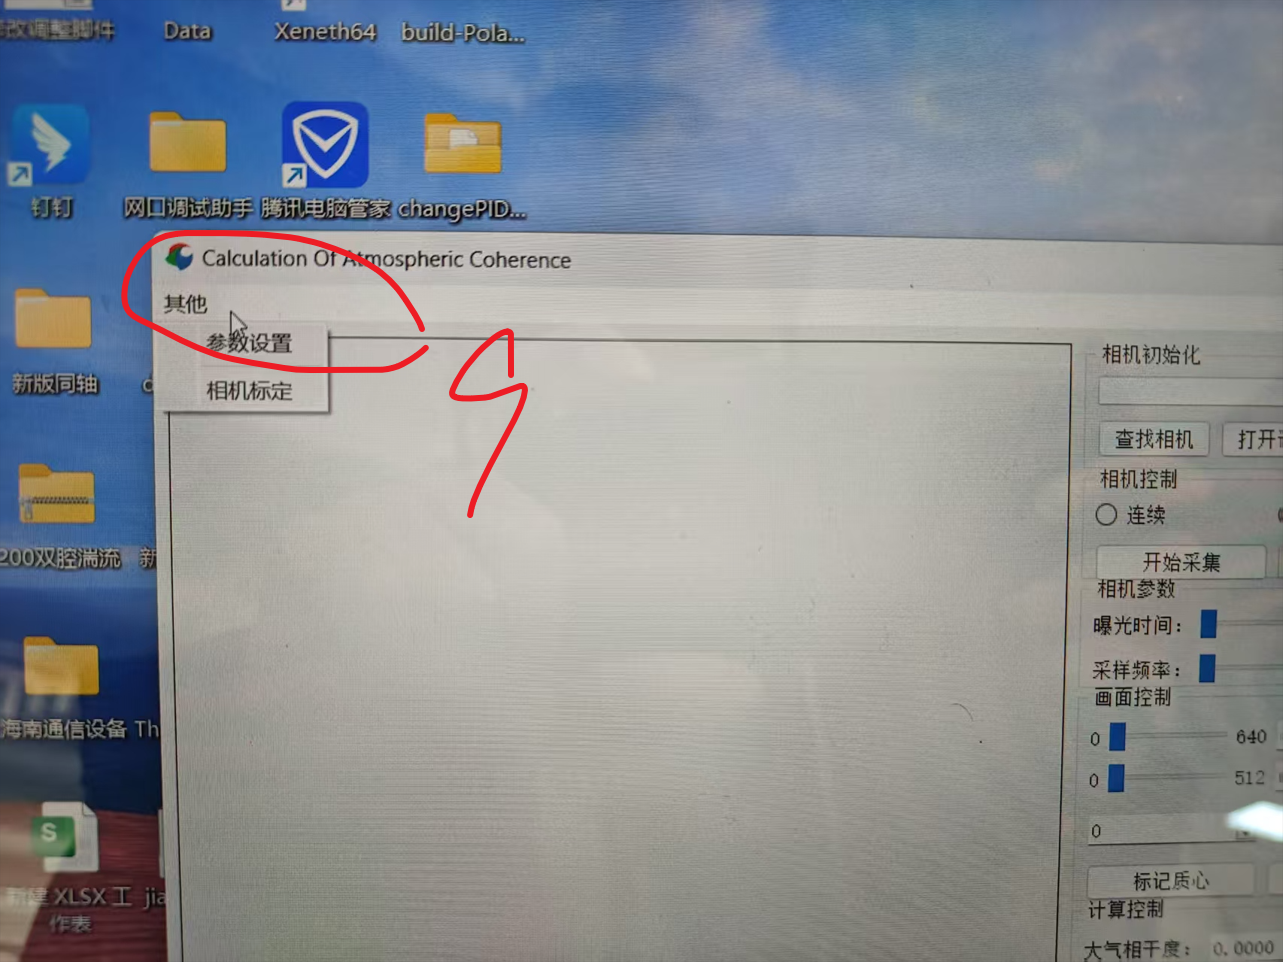 Data
Xeneth64
build-Pola...
钉钉
网口调试助手
腾讯电脑管家
changePID...
Calculation Of Atmospheric Coherence
其他
参数设置
相机标定
新版同轴
200双腔湍流
新
海南通信设备
Th
S
新建 XLSX 工
作表
jia
相机初始化
查找相机
打开
相机控制
连续
开始采集
相机参数
曝光时间：
采样频率：
画面控制
0
640
0
512
0
标记质心
计算控制
大气相干度：
0.0000